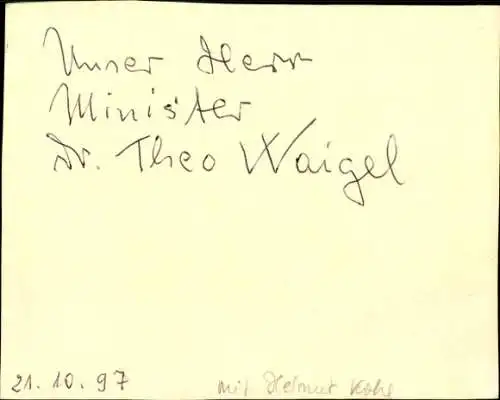 Unser Herr
Minister
Dr. Theo Waigel
21.10.97 mit Helmut Kohl